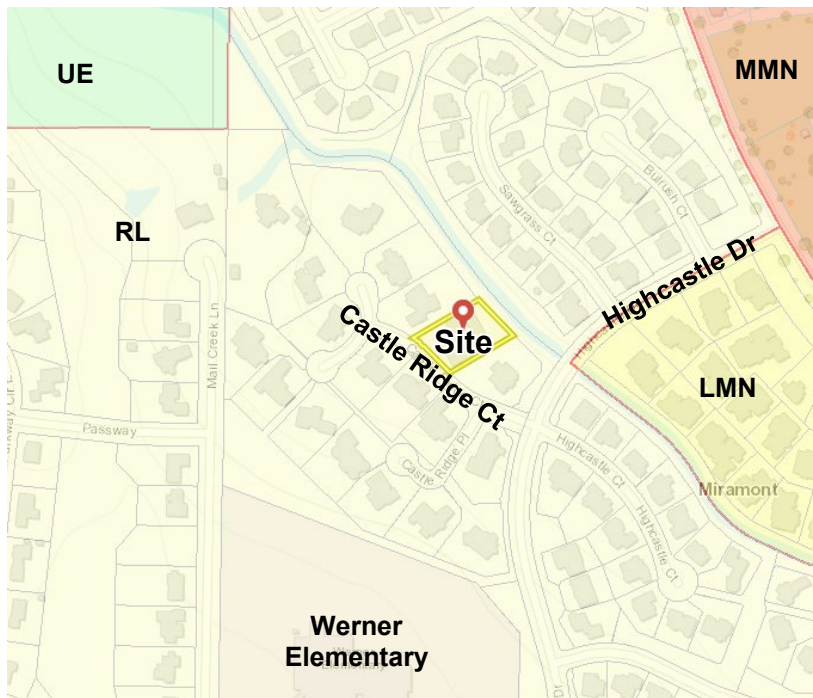 UE
MMN
Sawgrass Ct
Bulrush Ct
RL
Highcastle Dr
Mail Creek Ln
Castle Ridge Ct
Site
LMN
Passway
Castle Ridge Pl
Highcastle Ct
Miramont
Highcastle Ct
Werner
Elementary